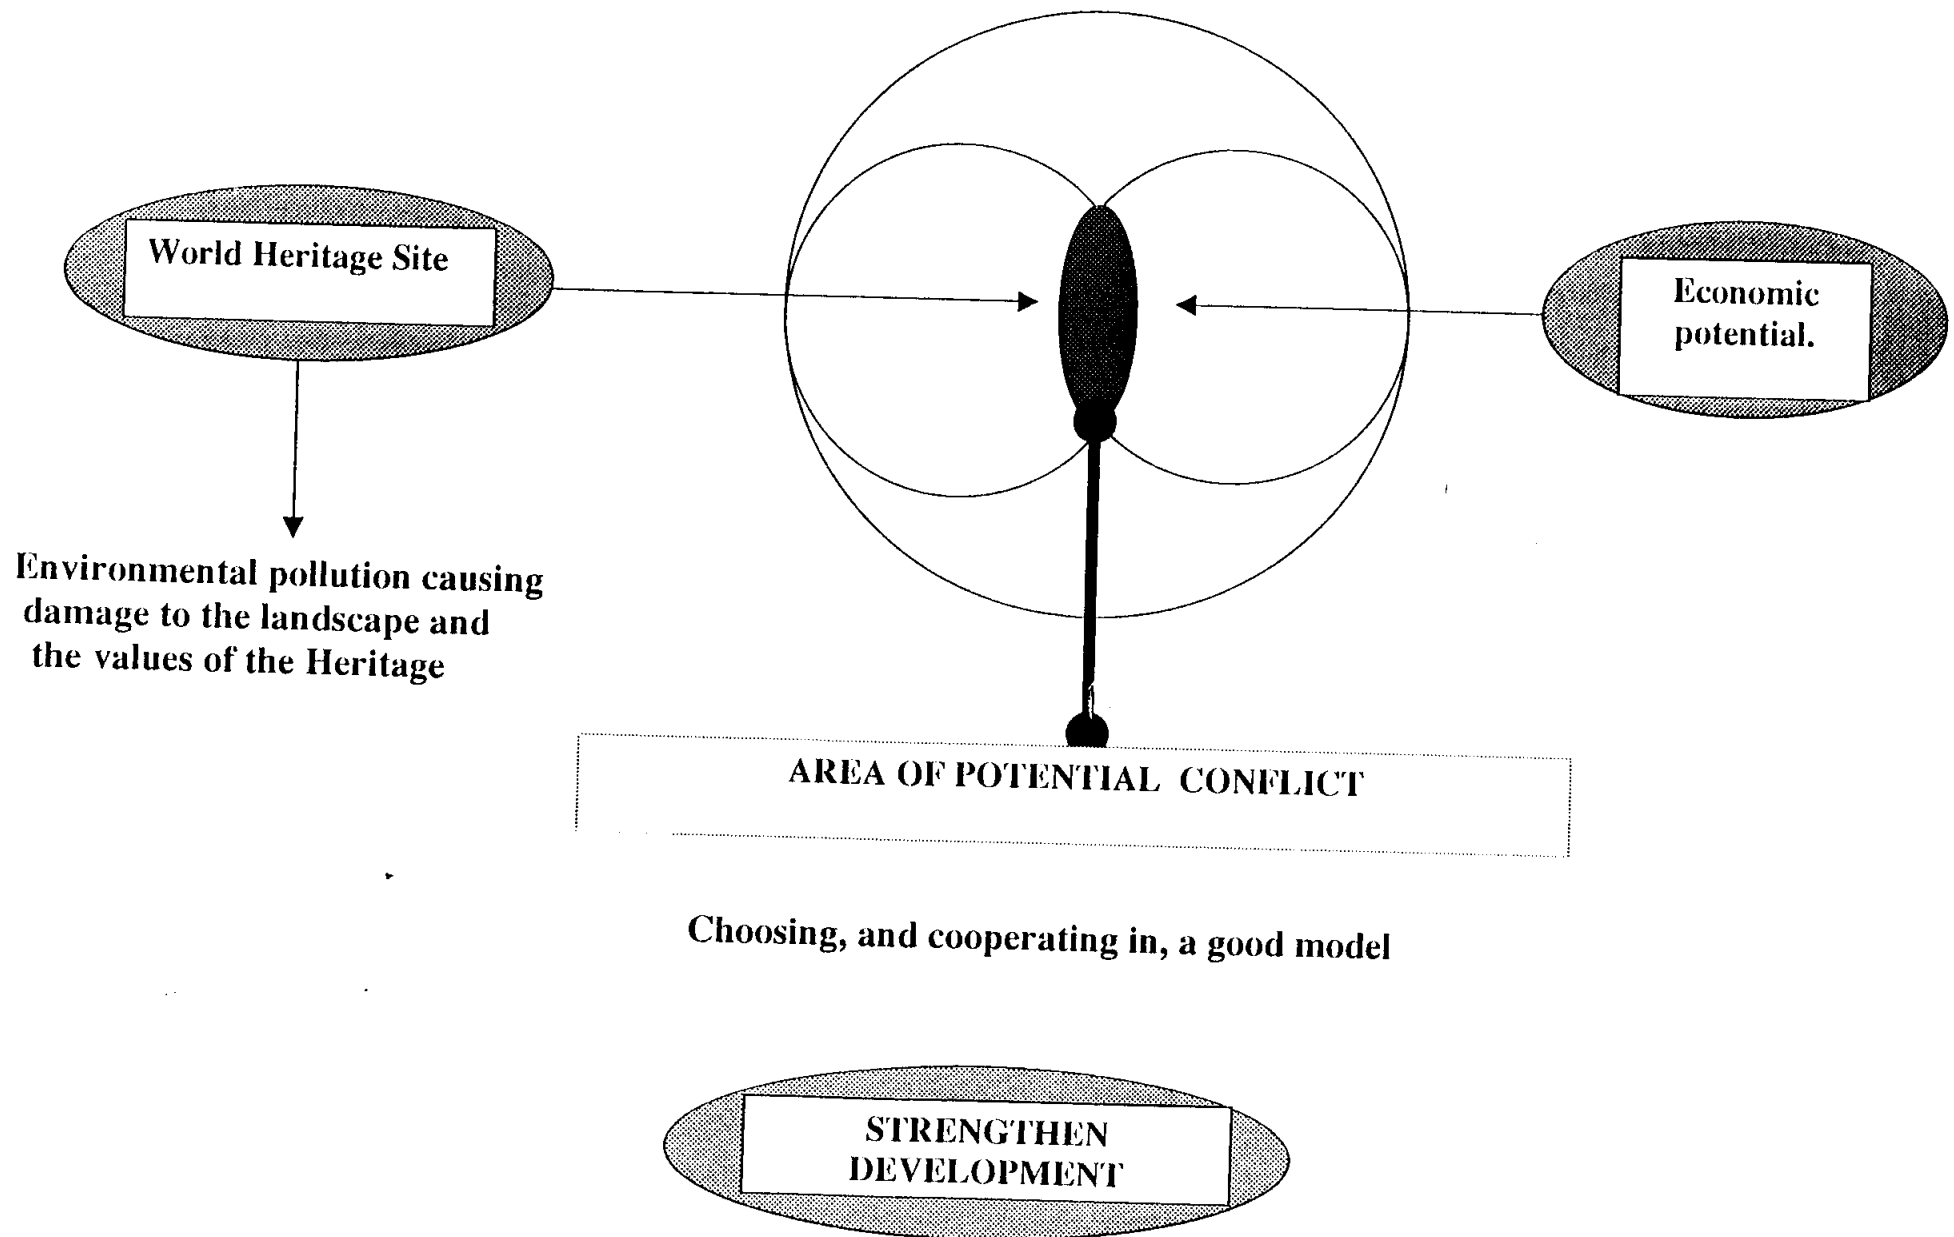 World Heritage Site
Economic
potential.
Environmental pollution causing
damage to the landscape and
the values of the Heritage
AREA OF POTENTIAL CONFLICT
Choosing, and cooperating in, a good model
STRENGTHEN
DEVELOPMENT